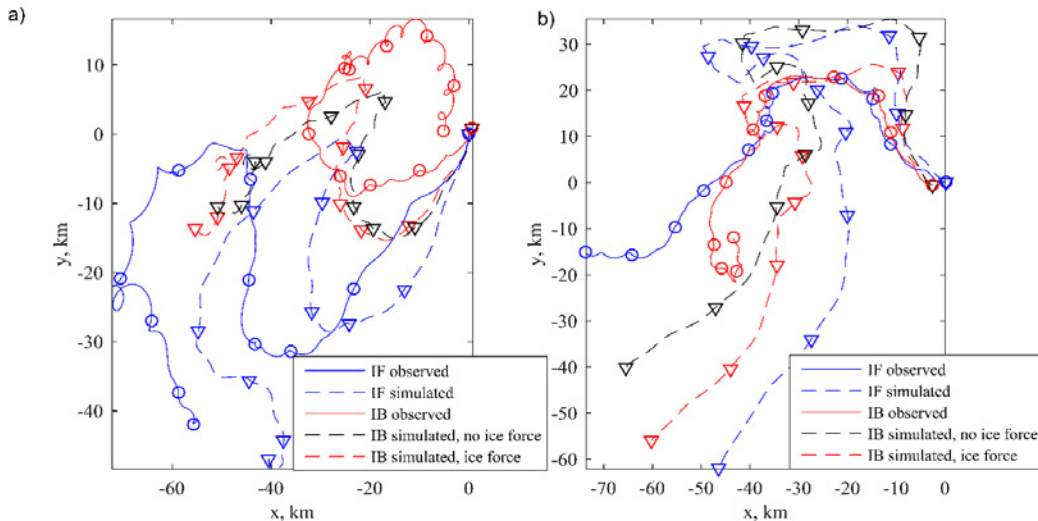 a)
10
0
-10
-20
-30
-40
y, km
-60
-40
-20
0
x, km
IF observed
IF simulated
IB observed
IB simulated, no ice force
IB simulated, ice force
b)
30
20
10
0
-10
-20
-30
-40
-50
-60
y, km
-70
-60
-50
-40
-30
-20
-10
0
x, km
IF observed
IF simulated
IB observed
IB simulated, no ice force
IB simulated, ice force